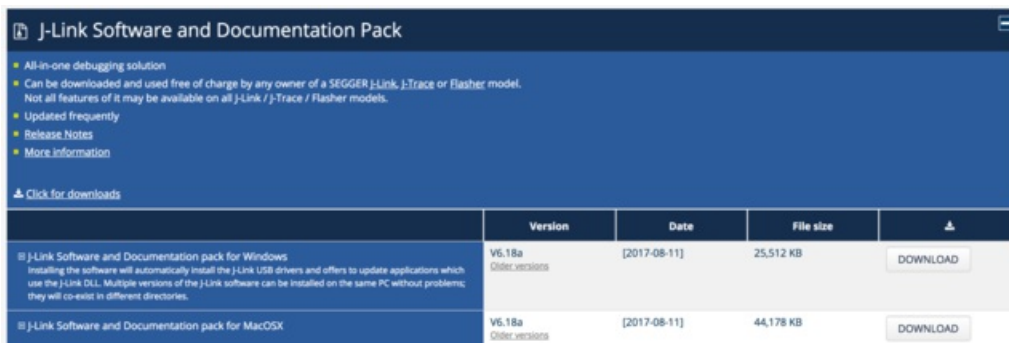 J-Link Software and Documentation Pack
All-in-one debugging solution
Can be downloaded and used free of charge by any owner of a SEGGER J-Link, J-Trace or Flasher model.
Not all features of it may be available on all J-Link / J-Trace / Flasher models.
Updated frequently
Release Notes
More information
Click for downloads
Version Date File size
J-Link Software and Documentation pack for Windows V6.18a [2017-08-11] 25,512 KB DOWNLOAD
Older versions
Installing the software will automatically install the J-Link USB drivers and offers to update applications which
use the J-Link DLL. Multiple versions of the J-Link software can be installed on the same PC without problems;
they will co-exist in different directories.
J-Link Software and Documentation pack for MacOSX V6.18a [2017-08-11] 44,178 KB DOWNLOAD
Older versions